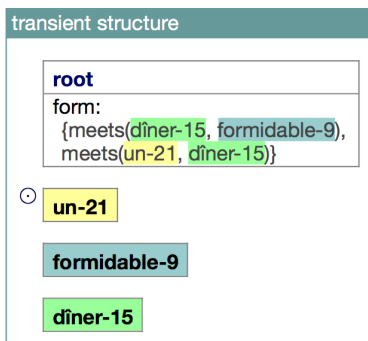 transient structure
root
form:
{meets(dîner-15, formidable-9),
meets(un-21, dîner-15)}
un-21
formidable-9
dîner-15